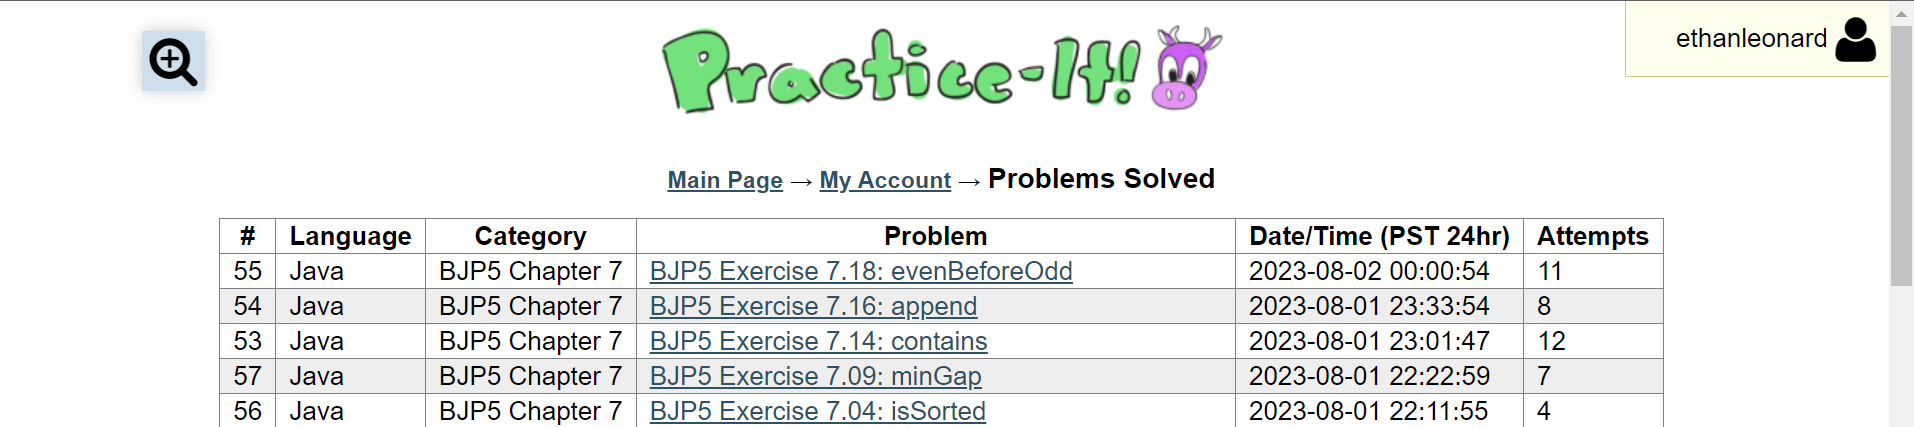 ethanleonard
Practice-It!
Main Page → My Account → Problems Solved
# Language Category Problem Date/Time (PST 24hr) Attempts
55 Java BJP5 Chapter 7 BJP5 Exercise 7.18: evenBeforeOdd 2023-08-02 00:00:54 11
54 Java BJP5 Chapter 7 BJP5 Exercise 7.16: append 2023-08-01 23:33:54 8
53 Java BJP5 Chapter 7 BJP5 Exercise 7.14: contains 2023-08-01 23:01:47 12
57 Java BJP5 Chapter 7 BJP5 Exercise 7.09: minGap 2023-08-01 22:22:59 7
56 Java BJP5 Chapter 7 BJP5 Exercise 7.04: isSorted 2023-08-01 22:11:55 4